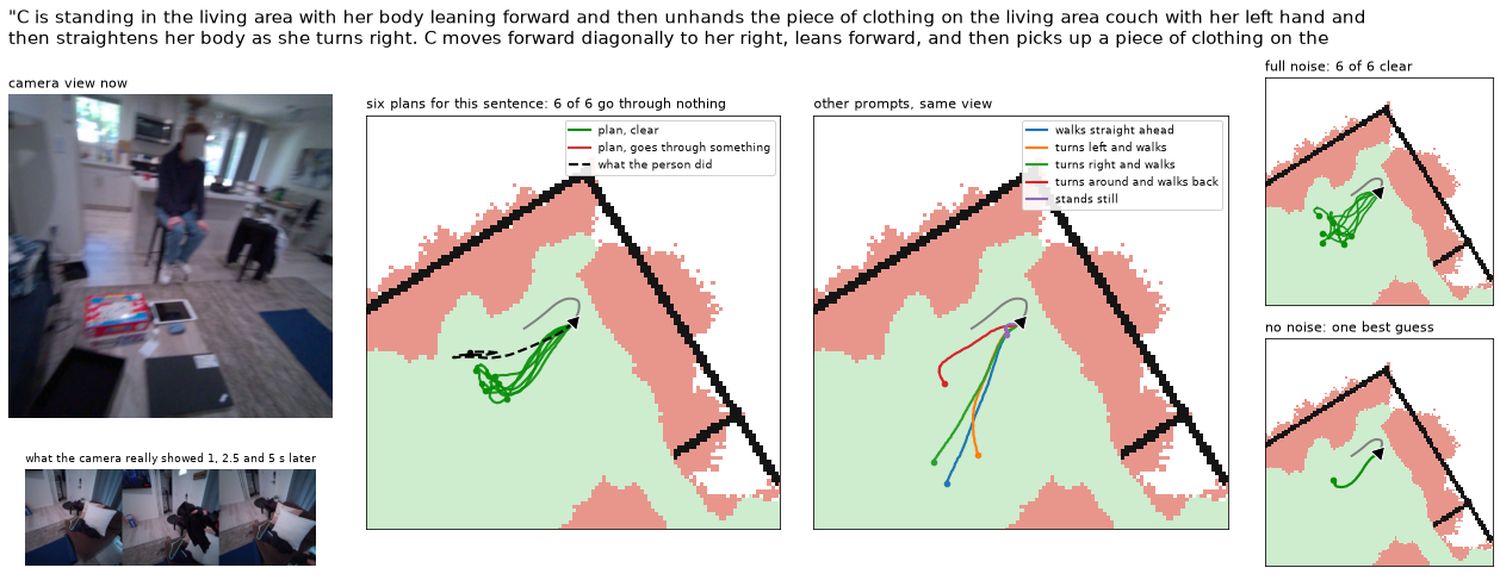 "C is standing in the living area with her body leaning forward and then unhands the piece of clothing on the living area couch with her left hand and
then straightens her body as she turns right. C moves forward diagonally to her right, leans forward, and then picks up a piece of clothing on the
camera view now
six plans for this sentence: 6 of 6 go through nothing
plan, clear
plan, goes through something
what the person did
other prompts, same view
walks straight ahead
turns left and walks
turns right and walks
turns around and walks back
stands still
full noise: 6 of 6 clear
no noise: one best guess
what the camera really showed 1, 2.5 and 5 s later